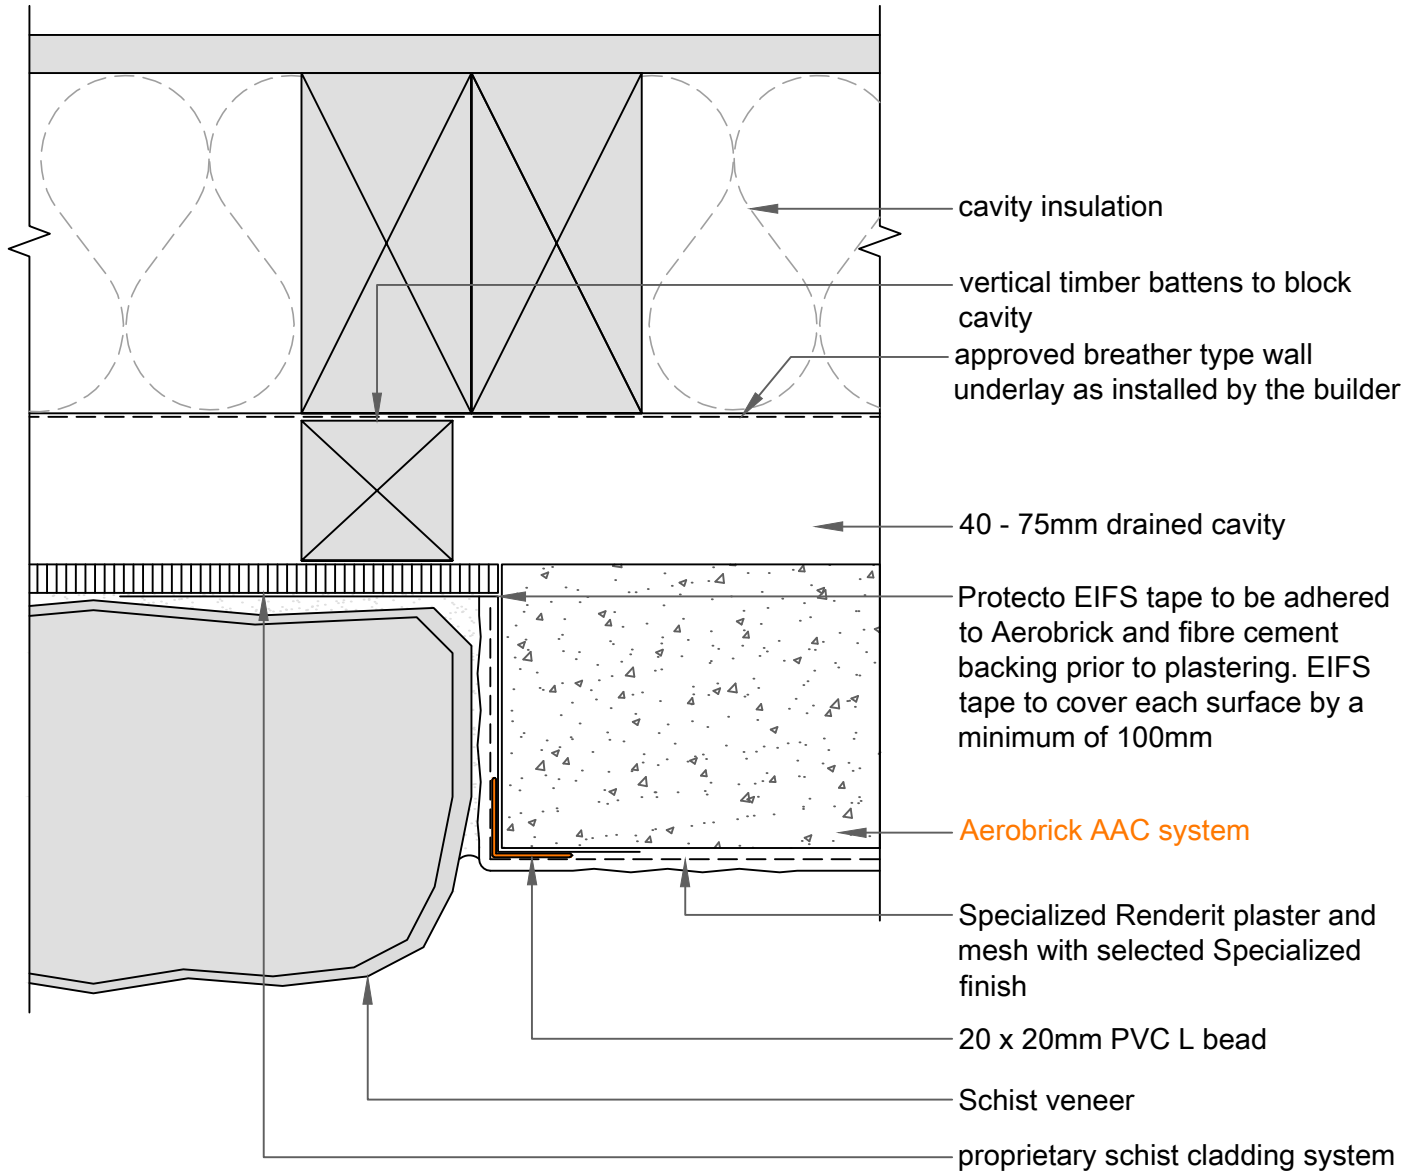 cavity insulation
vertical timber battens to block
cavity
approved breather type wall
underlay as installed by the builder
40 - 75mm drained cavity
Protecto EIFS tape to be adhered
to Aerobrick and fibre cement
backing prior to plastering. EIFS
tape to cover each surface by a
minimum of 100mm
Aerobrick AAC system
Specialized Renderit plaster and
mesh with selected Specialized
finish
20 x 20mm PVC L bead
Schist veneer
proprietary schist cladding system